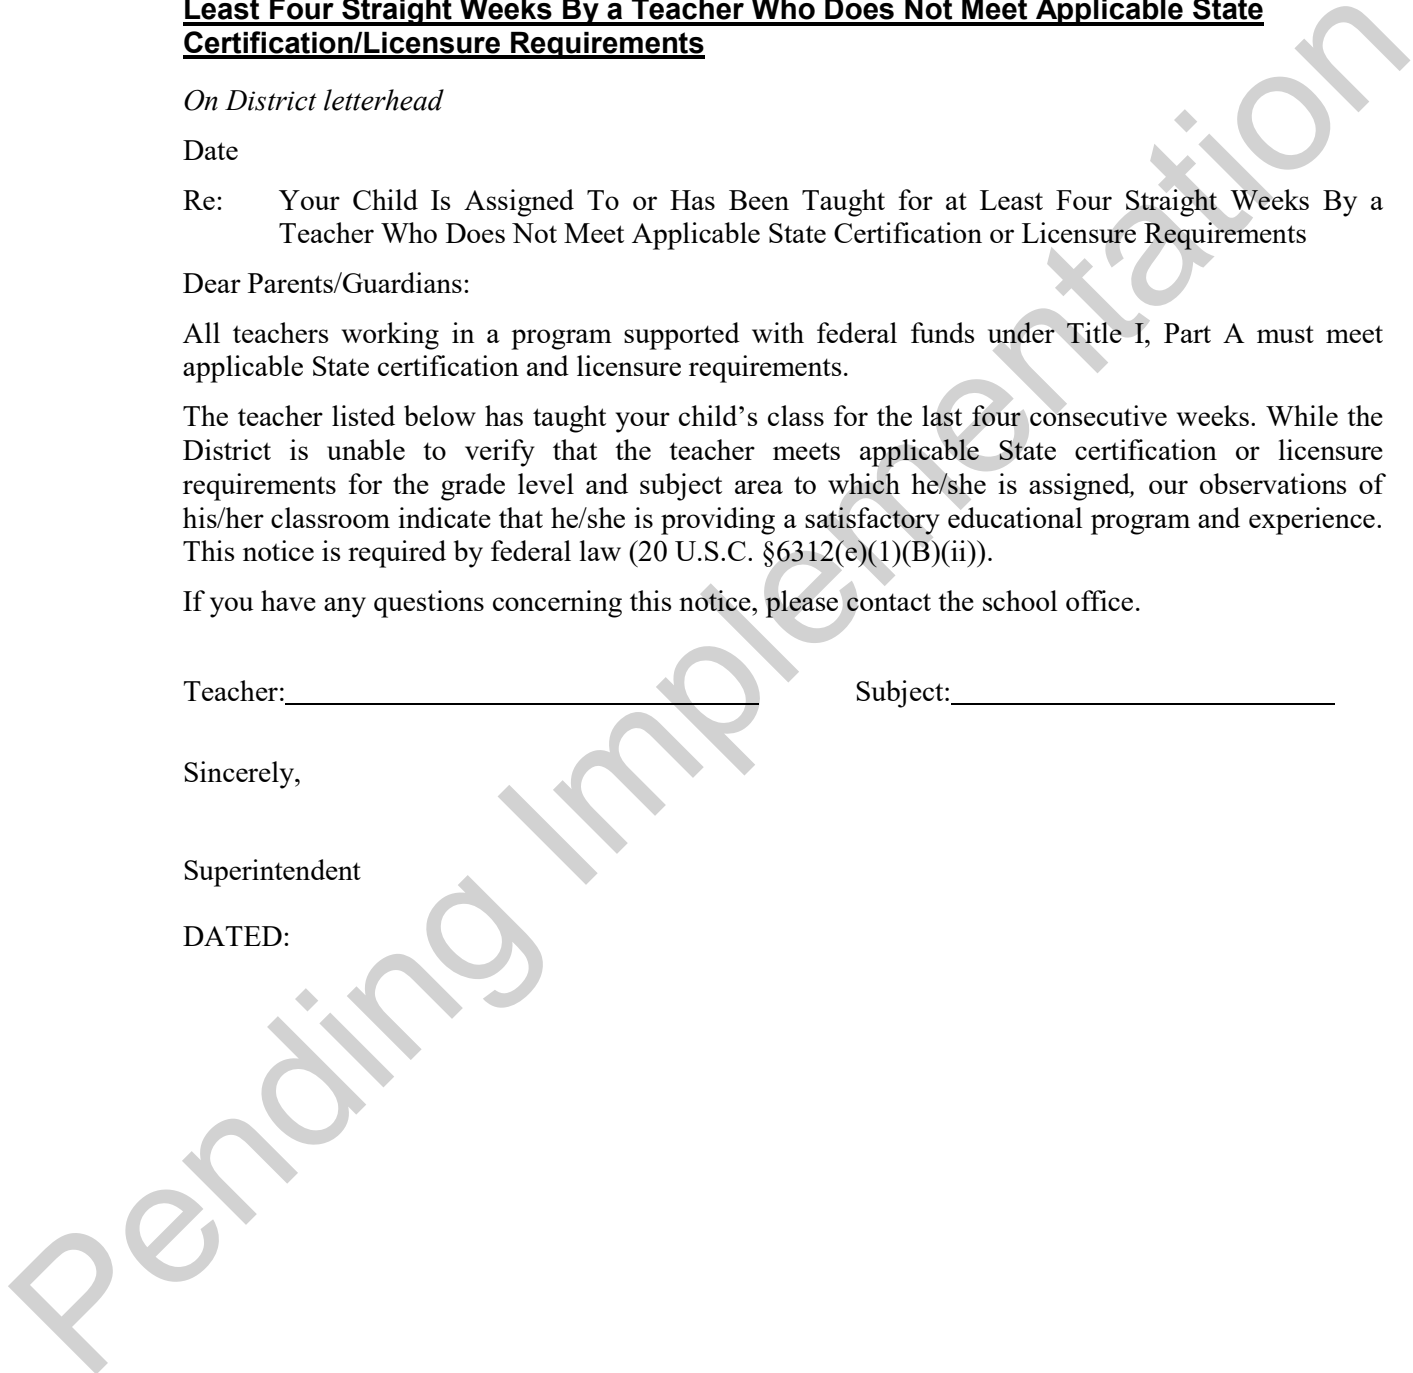 Least Four Straight Weeks By a Teacher Who Does Not Meet Applicable State
Certification/Licensure Requirements
On District letterhead
Date
Re: Your Child Is Assigned To or Has Been Taught for at Least Four Straight Weeks By a
Teacher Who Does Not Meet Applicable State Certification or Licensure Requirements
Dear Parents/Guardians:
All teachers working in a program supported with federal funds under Title I, Part A must meet
applicable State certification and licensure requirements.
The teacher listed below has taught your child’s class for the last four consecutive weeks. While the
District is unable to verify that the teacher meets applicable State certification or licensure
requirements for the grade level and subject area to which he/she is assigned, our observations of
his/her classroom indicate that he/she is providing a satisfactory educational program and experience.
This notice is required by federal law (20 U.S.C. §6312(e)(1)(B)(ii)).
If you have any questions concerning this notice, please contact the school office.
Teacher: Subject:
Sincerely,
Superintendent
DATED:
Pending Implementation